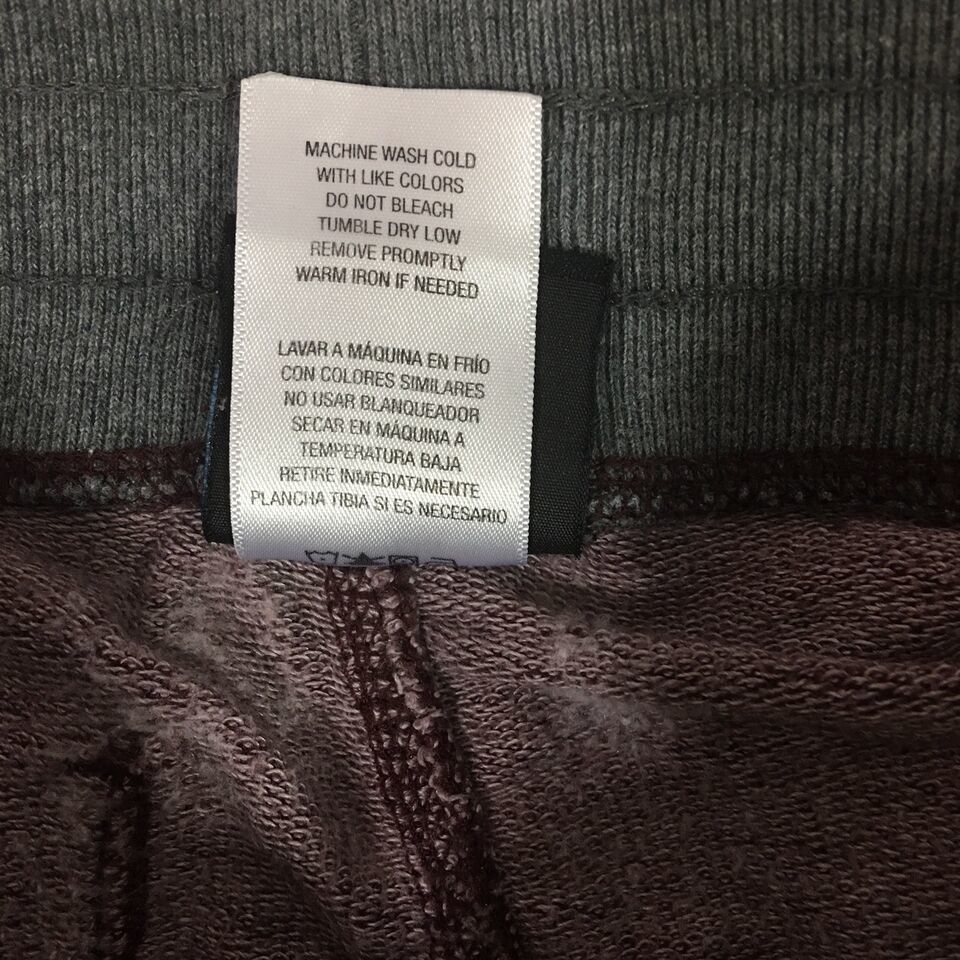 MACHINE WASH COLD
WITH LIKE COLORS
DO NOT BLEACH
TUMBLE DRY LOW
REMOVE PROMPTLY
WARM IRON IF NEEDED
LAVAR A MÁQUINA EN FRÍO
CON COLORES SIMILARES
NO USAR BLANQUEADOR
SECAR EN MÁQUINA A
TEMPERATURA BAJA
RETIRE INMEDIATAMENTE
PLANCHA TIBIA SI ES NECESARIO